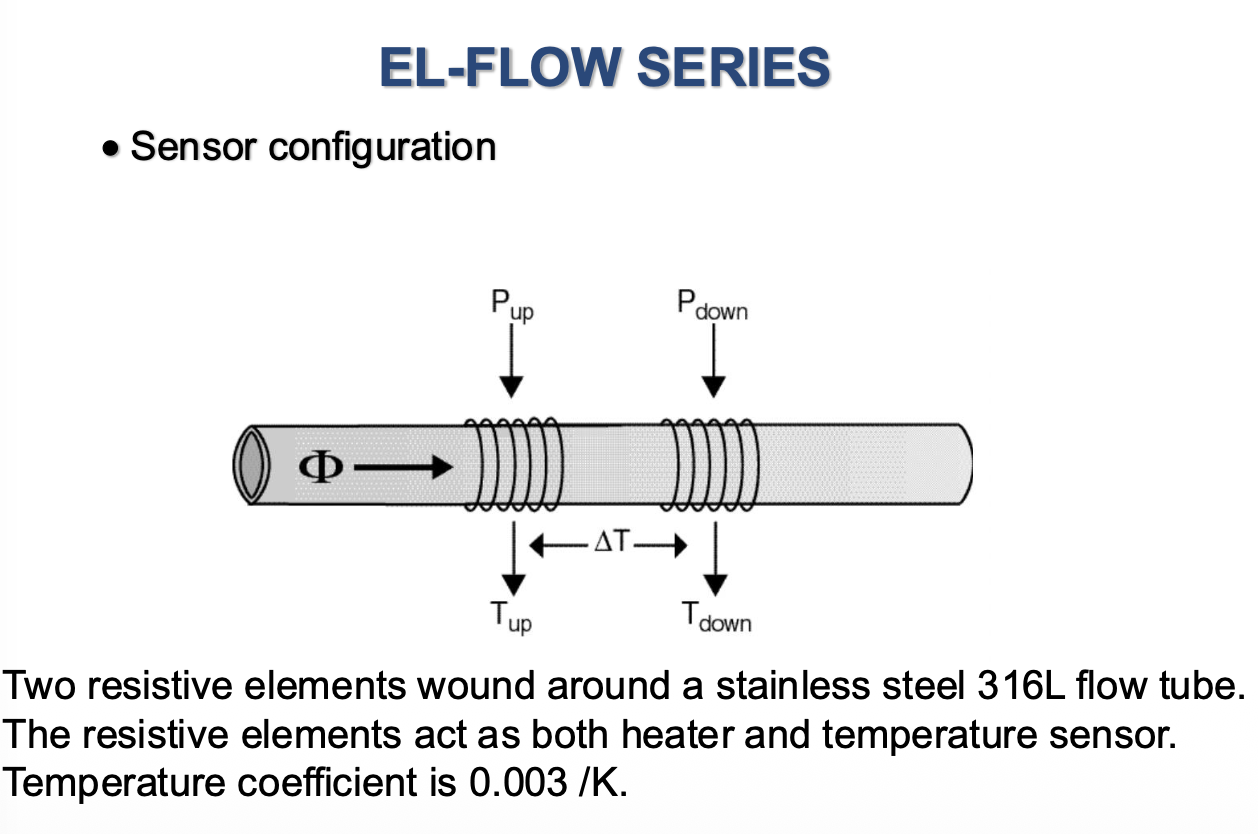 EL-FLOW SERIES
• Sensor configuration
Pup Pdown
Φ
ΔT
Tup Tdown
Two resistive elements wound around a stainless steel 316L flow tube.
The resistive elements act as both heater and temperature sensor.
Temperature coefficient is 0.003 /K.